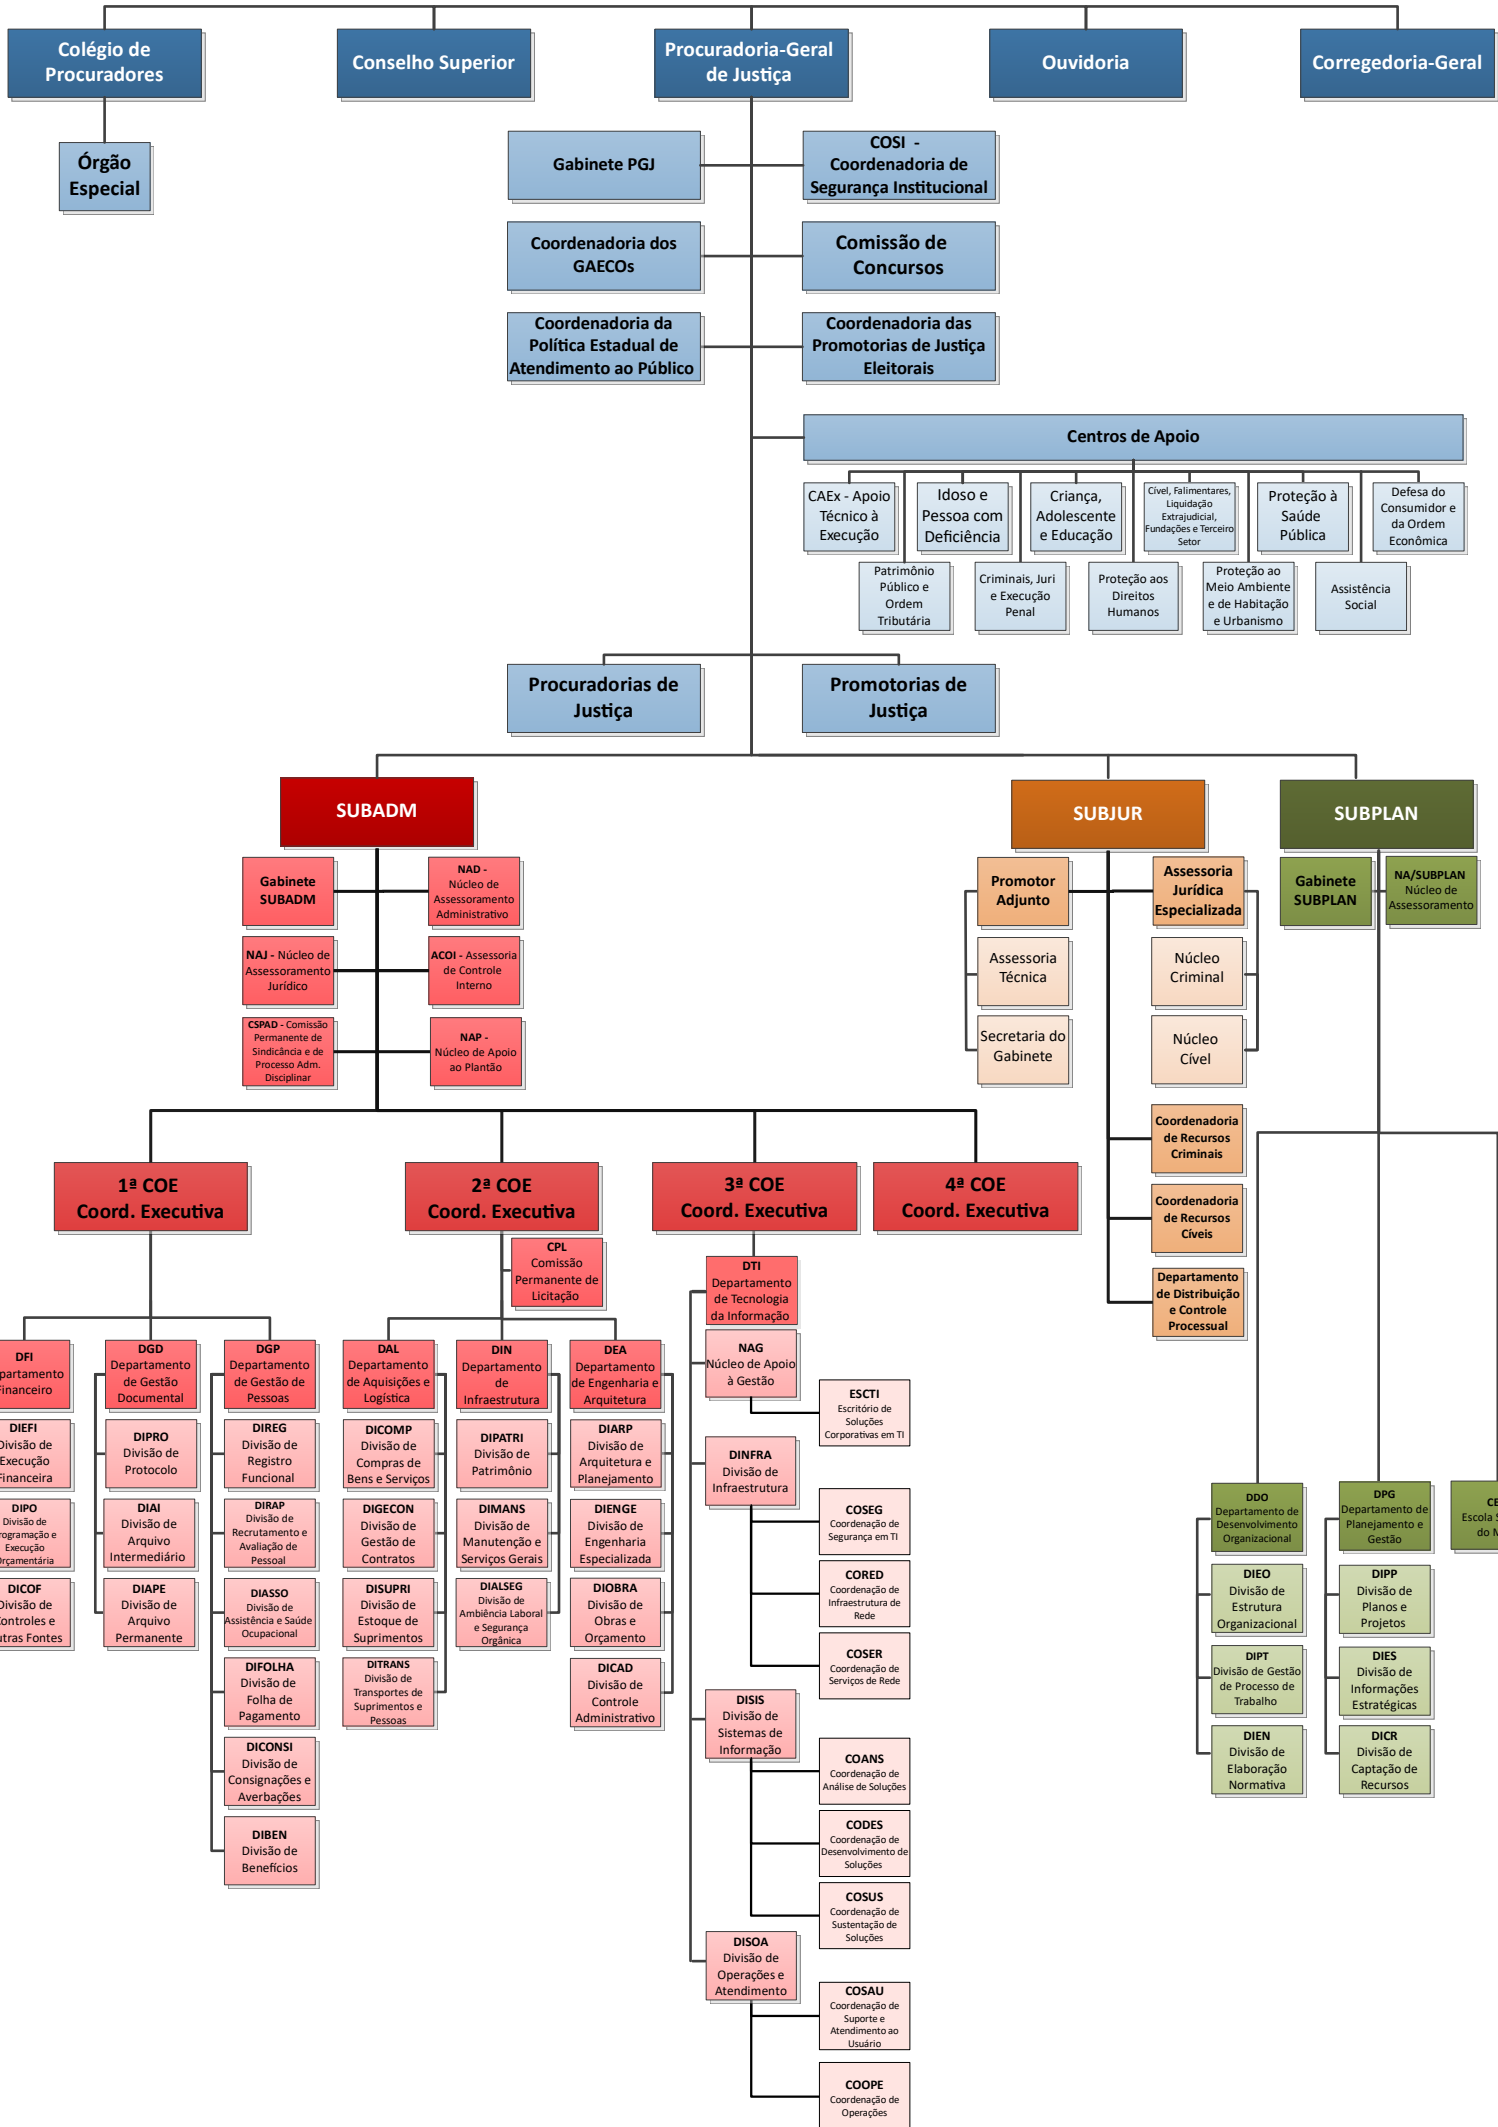 Colégio de
Procuradores
Conselho Superior
Procuradoria-Geral
de Justiça
Ouvidoria
Corregedoria-Geral
Órgão
Especial
Gabinete PGJ
COSI -
Coordenadoria de
Segurança Institucional
Coordenadoria dos
GAECOs
Comissão de
Concursos
Coordenadoria da
Política Estadual de
Atendimento ao Público
Coordenadoria das
Promotorias de Justiça
Eleitorais
Centros de Apoio
CAEx - Apoio
Técnico à
Execução
Idoso e
Pessoa com
Deficiência
Criança,
Adolescente
e Educação
Cível, Falimentares,
Liquidação
Extrajudicial,
Fundações e Terceiro
Setor
Proteção à
Saúde
Pública
Defesa do
Consumidor e
da Ordem
Econômica
Patrimônio
Público e
Ordem
Tributária
Criminais, Juri
e Execução
Penal
Proteção aos
Direitos
Humanos
Proteção ao
Meio Ambiente
e de Habitação
e Urbanismo
Assistência
Social
Procuradorias de
Justiça
Promotorias de
Justiça
SUBADM
SUBJUR
SUBPLAN
Gabinete
SUBADM
NAD -
Núcleo de
Assessoramento
Administrativo
NAJ - Núcleo de
Assessoramento
Jurídico
ACOI - Assessoria
de Controle
Interno
CSPAD - Comissão
Permanente de
Sindicância e de
Processo Adm.
Disciplinar
NAP -
Núcleo de Apoio
ao Plantão
Promotor
Adjunto
Assessoria
Jurídica
Especializada
Assessoria
Técnica
Núcleo
Criminal
Secretaria do
Gabinete
Núcleo
Cível
Gabinete
SUBPLAN
NA/SUBPLAN
Núcleo de
Assessoramento
Coordenadoria
de Recursos
Criminais
Coordenadoria
de Recursos
Cíveis
Departamento
de Distribuição
e Controle
Processual
1ª COE
Coord. Executiva
2ª COE
Coord. Executiva
3ª COE
Coord. Executiva
4ª COE
Coord. Executiva
CPL
Comissão
Permanente de
Licitação
DFI
partamento
Financeiro
DIEFI
Divisão de
Execução
Financeira
DIPO
Divisão de
rogramação e
Execução
Orçamentária
DICOF
Divisão de
Controles e
utras Fontes
DGD
Departamento
de Gestão
Documental
DIPRO
Divisão de
Protocolo
DIAI
Divisão de
Arquivo
Intermediário
DIAPE
Divisão de
Arquivo
Permanente
DGP
Departamento
de Gestão de
Pessoas
DIREG
Divisão de
Registro
Funcional
DIRAP
Divisão de
Recrutamento e
Avaliação de
Pessoal
DIASSO
Divisão de
Assistência e Saúde
Ocupacional
DIFOLHA
Divisão de
Folha de
Pagamento
DICONSI
Divisão de
Consignações e
Averbações
DIBEN
Divisão de
Benefícios
DAL
Departamento
de Aquisições e
Logística
DICOMP
Divisão de
Compras de
Bens e Serviços
DIGECON
Divisão de
Gestão de
Contratos
DISUPRI
Divisão de
Estoque de
Suprimentos
DITRANS
Divisão de
Transportes de
Suprimentos e
Pessoas
DIN
Departamento
de
Infraestrutura
DIPATRI
Divisão de
Patrimônio
DIMANS
Divisão de
Manutenção e
Serviços Gerais
DIALSEG
Divisão de
Ambiência Laboral
e Segurança
Orgânica
DEA
Departamento
de Engenharia e
Arquitetura
DIARP
Divisão de
Arquitetura e
Planejamento
DIENGE
Divisão de
Engenharia
Especializada
DIOBRA
Divisão de
Obras e
Orçamento
DICAD
Divisão de
Controle
Administrativo
DTI
Departamento
de Tecnologia
da Informação
NAG
Núcleo de Apoio
à Gestão
ESCTI
Escritório de
Soluções
Corporativas em TI
DINFRA
Divisão de
Infraestrutura
COSEG
Coordenação de
Segurança em TI
CORED
Coordenação de
Infraestrutura de
Rede
COSER
Coordenação de
Serviços de Rede
DISIS
Divisão de
Sistemas de
Informação
COANS
Coordenação de
Análise de Soluções
CODES
Coordenação de
Desenvolvimento de
Soluções
COSUS
Coordenação de
Sustentação de
Soluções
DISOA
Divisão de
Operações e
Atendimento
COSAU
Coordenação de
Suporte e
Atendimento ao
Usuário
COOPE
Coordenação de
Operações
DDO
Departamento de
Desenvolvimento
Organizacional
DIEO
Divisão de
Estrutura
Organizacional
DIPT
Divisão de Gestão
de Processo de
Trabalho
DIEN
Divisão de
Elaboração
Normativa
DPG
Departamento de
Planejamento e
Gestão
DIPP
Divisão de
Planos e
Projetos
DIES
Divisão de
Informações
Estratégicas
DICR
Divisão de
Captação de
Recursos
CE
Escola S
do M